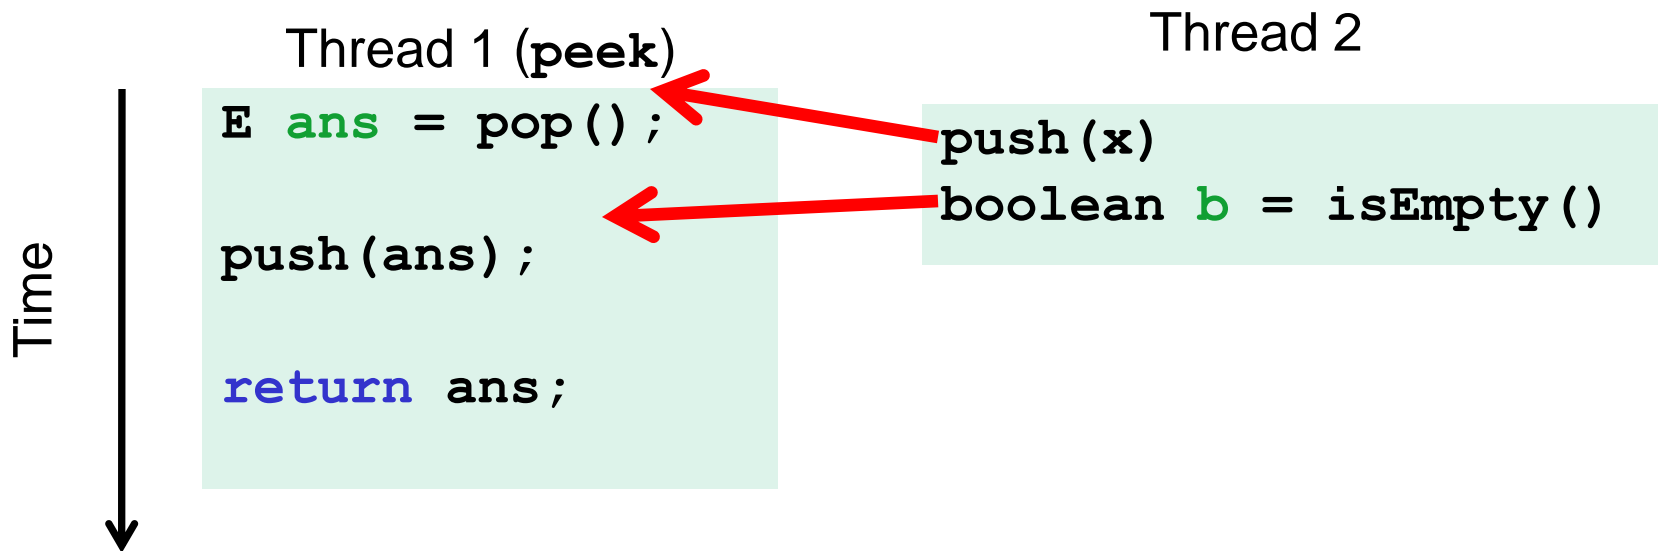 Thread 1 (peek)
E ans = pop();
push(ans);
return ans;
Thread 2
push(x)
boolean b = isEmpty()
Time